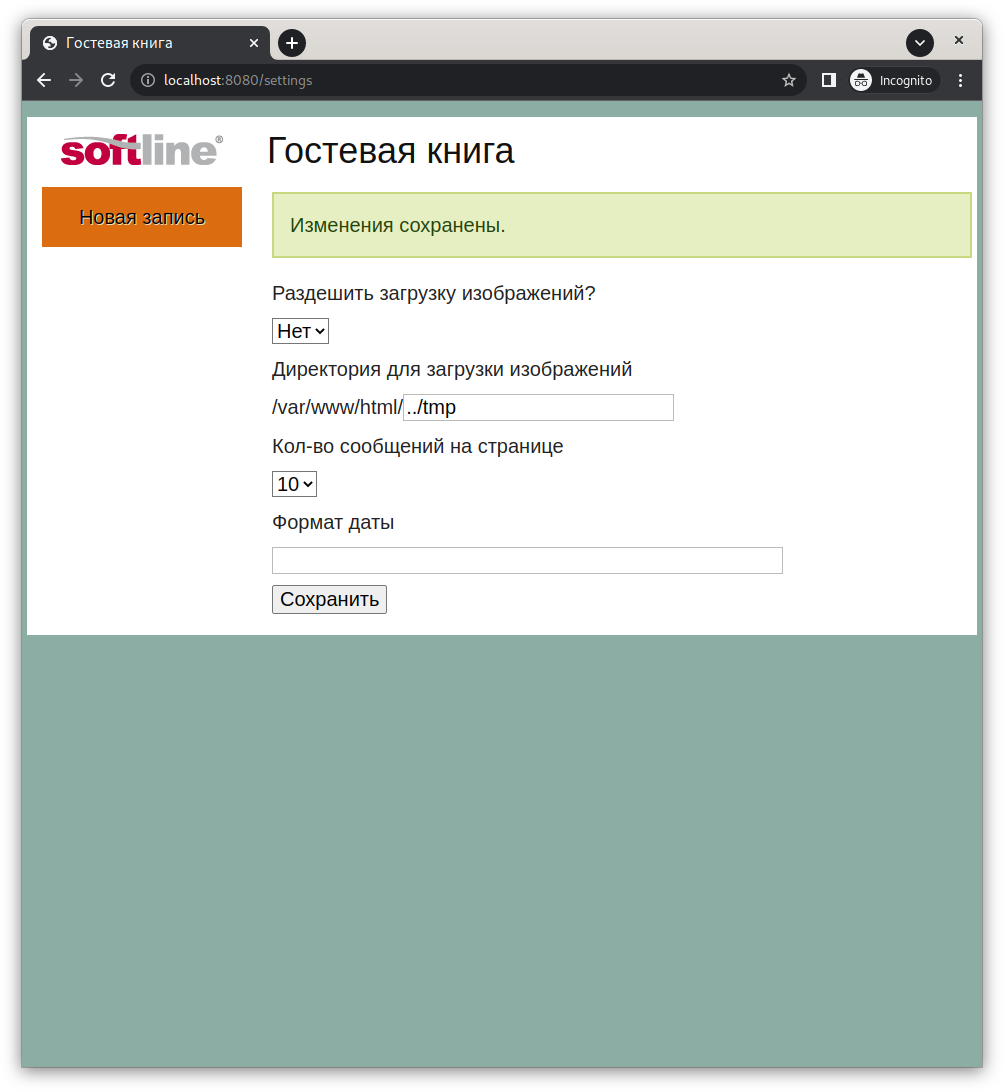 Гостевая книга
localhost:8080/settings
Incognito
softline®
Гостевая книга
Новая запись
Изменения сохранены.
Раздешить загрузку изображений?
Нет
Директория для загрузки изображений
/var/www/html/../tmp
Кол-во сообщений на странице
10
Формат даты
Сохранить